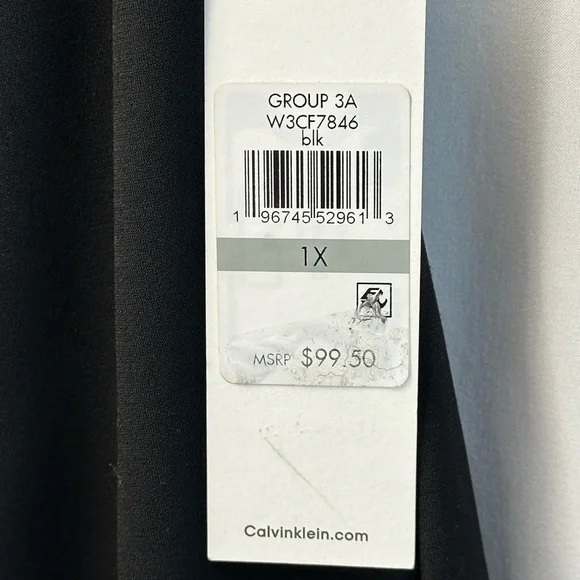 GROUP 3A
W3CF7846
blk
1 96745 52961 3
1X
MSRP $99.50
Calvinklein.com